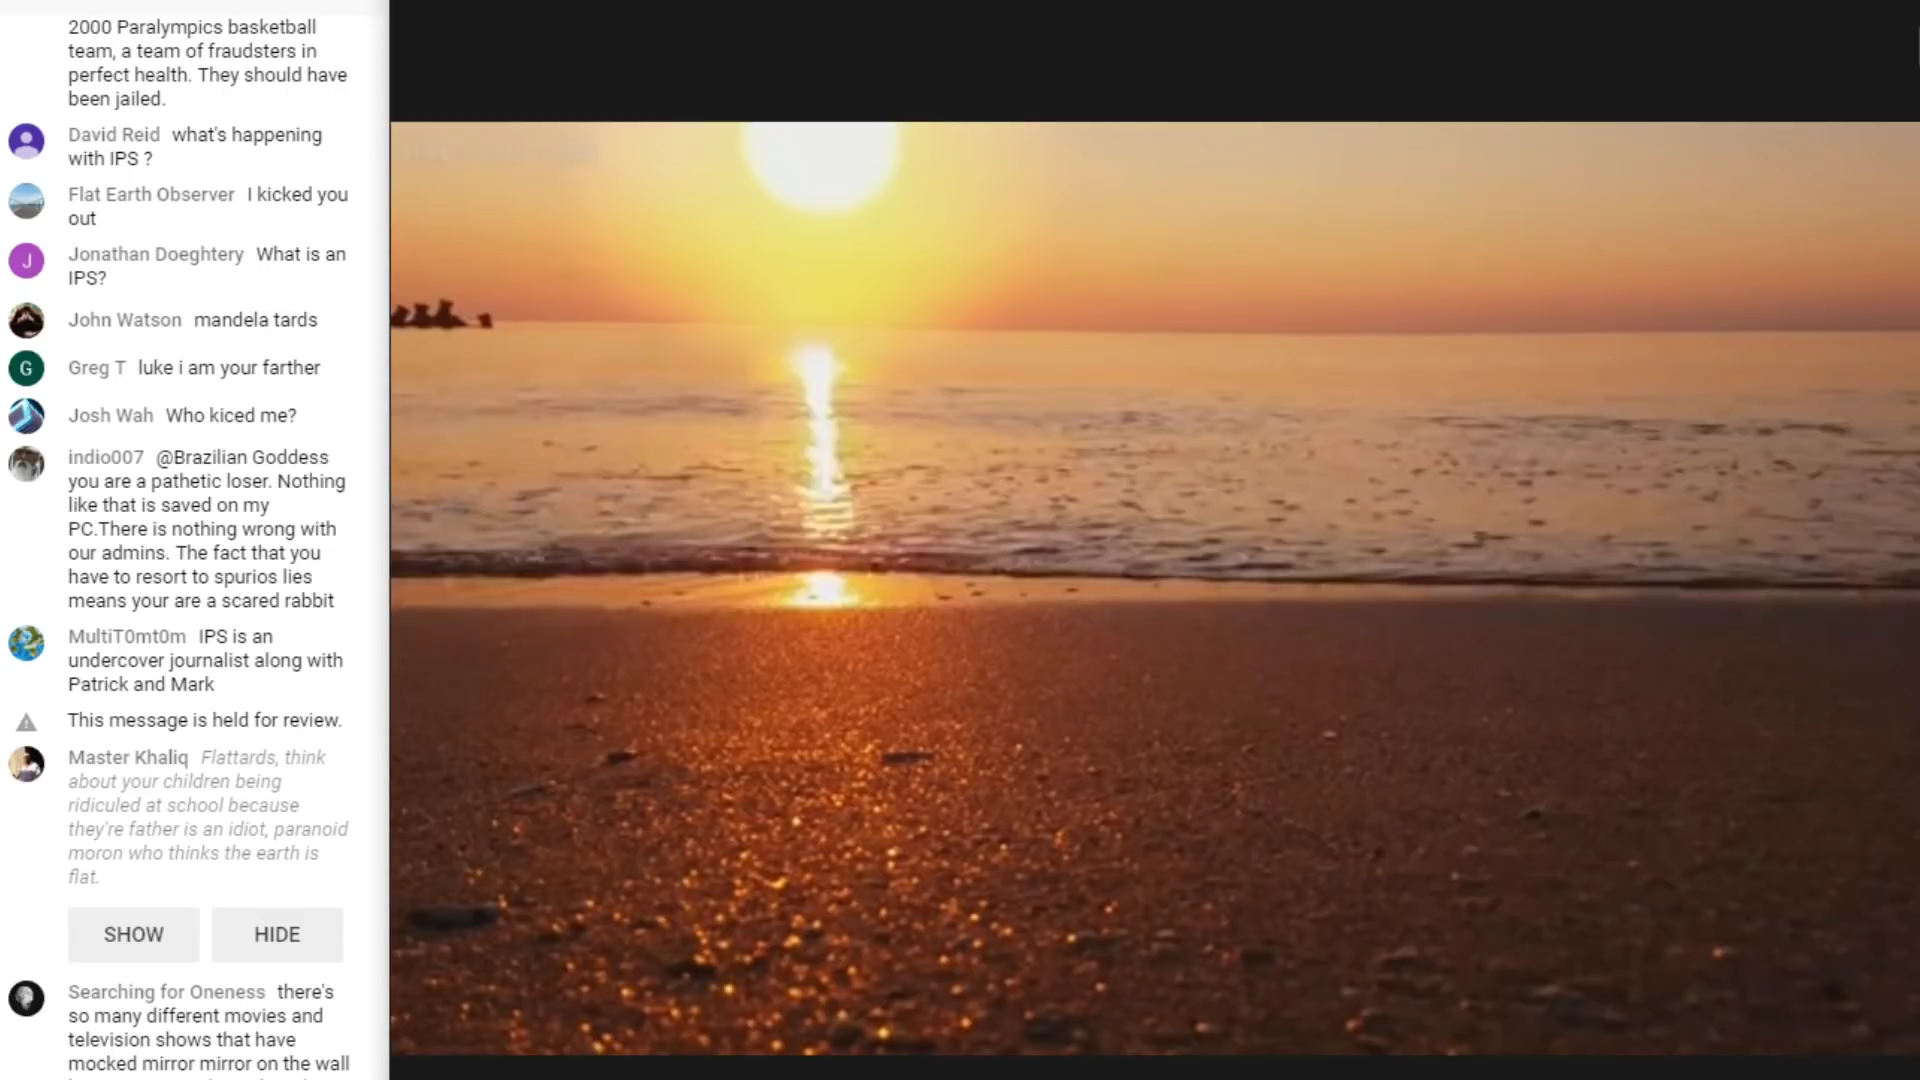 2000 Paralympics basketball
team, a team of fraudsters in
perfect health. They should have
been jailed.
David Reid what's happening
with IPS ?
Flat Earth Observer I kicked you
out
J
Jonathan Doeghtery What is an
IPS?
John Watson mandela tards
G
Greg T luke i am your farther
Josh Wah Who kiced me?
indio007 @Brazilian Goddess
you are a pathetic loser. Nothing
like that is saved on my
PC.There is nothing wrong with
our admins. The fact that you
have to resort to spurios lies
means your are a scared rabbit
MultiT0mt0m IPS is an
undercover journalist along with
Patrick and Mark
This message is held for review.
Master Khaliq Flattards, think
about your children being
ridiculed at school because
they're father is an idiot, paranoid
moron who thinks the earth is
flat.
SHOW HIDE
Searching for Oneness there's
so many different movies and
television shows that have
mocked mirror mirror on the wall